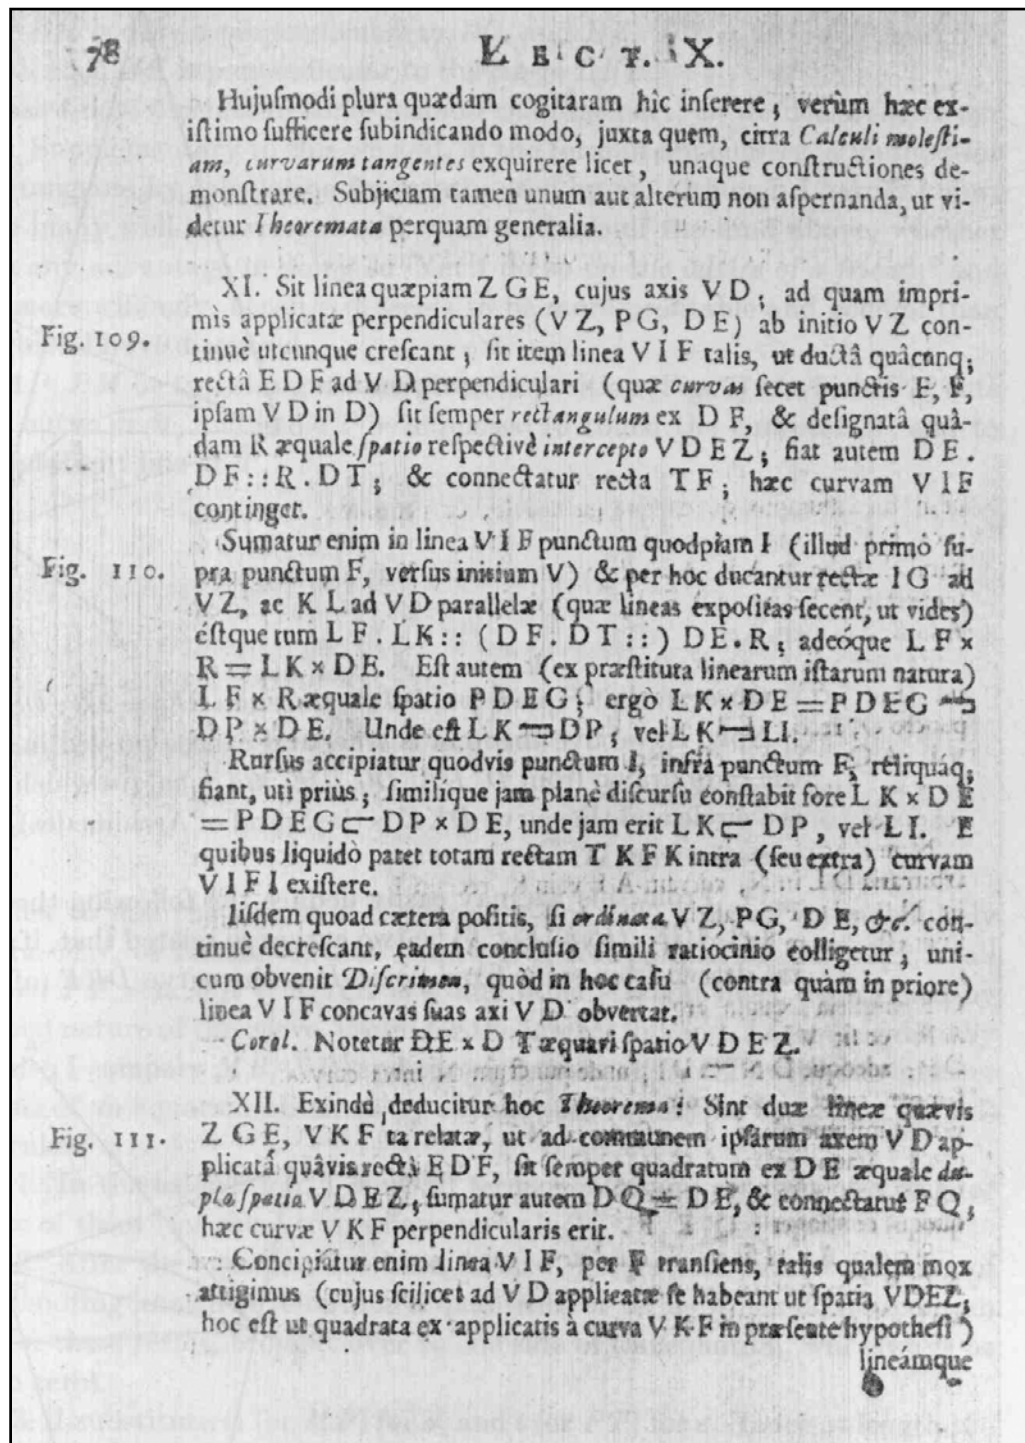 78
LECT. X.
Hujuſmodi plura quædam cogitaram hîc inſerere; verùm hæc ex-
iſtimo ſufficere ſubindicando modo, juxta quem, citra Calculi moleſti-
am, curvarum tangentes exquirere licet, unaque conſtructiones de-
monſtrare. Subjiciam tamen unum aut alterum non aſpernanda, ut vi-
detur Theoremata perquam generalia.
XI. Sit linea quæpiam Z G E, cujus axis V D; ad quam impri-
Fig. 109.
mìs applicatæ perpendiculares (V Z, P G, D E) ab initio V Z con-
tinuè utcunque creſcant; ſit item linea V I F talis, ut ductâ quâcunq;
rectâ E D F ad V D perpendiculari (quæ curvas ſecet punctis E, F,
ipſam V D in D) ſit ſemper rectangulum ex D F, & deſignatâ quâ-
dam R æquale ſpatio reſpectivè intercepto V D E Z; fiat autem D E.
D F :: R. D T; & connectatur recta T F; hæc curvam V I F
continget.
Sumatur enim in linea V I F punctum quodpiam I (illud primò ſu-
Fig. 110.
pra punctum F, verſus initium V) & per hoc ducantur rectæ I G ad
V Z, ac K L ad V D parallelæ (quæ lineas expoſitas ſecent, ut vides)
éſtque tum L F. L K :: (D F. D T ::) D E. R; adeóque L F ×
R = L K × D E. Eſt autem (ex præſtituta linearum iſtarum natura)
L F × R æquale ſpatio P D E G; ergò L K × D E = P D E G ⊐
D P × D E. Unde eſt L K ⊐ D P; vel L K ⊐ L I.
Rurſus accipiatur quodvis punctum I, infra punctum F, reliquáq;
fiant, uti priùs; ſimilique jam planè diſcurſu conſtabit fore L K × D E
= P D E G ⊏ D P × D E, unde jam erit L K ⊏ D P, vel L I. E
quibus liquidò patet totam rectam T K F K intra (ſeu extra) curvam
V I F I exiſtere.
Iiſdem quoad cætera poſitis, ſi ordinatæ V Z, P G, D E, &c. con-
tinuè decreſcant, eadem concluſio ſimili ratiocinio colligetur; uni-
cum obvenit Diſcrimen, quòd in hoc caſu (contra quàm in priore)
linea V I F concavas ſuas axi V D obvertat.
Corol. Notetur D E × D T æquari ſpatio V D E Z.
XII. Exindè deducitur hoc Theorema: Sint duæ lineæ quævis
Fig. 111.
Z G E, V K F ta relatæ, ut ad communem ipſarum axem V D ap-
plicatâ quâvis rectâ E D F, ſit ſemper quadratum ex D E æquale du-
plo ſpatio V D E Z; ſumatur autem D Q = D E, & connectatur F Q;
hæc curvæ V K F perpendicularis erit.
Concipiatur enim linea V I F, per F tranſiens, talis qualem mox
attigimus (cujus ſcilicet ad V D applicatæ ſe habeant ut ſpatia VDEZ;
hoc eſt ut quadrata ex applicatis à curva V K F in præſente hypotheſi)
lineámque